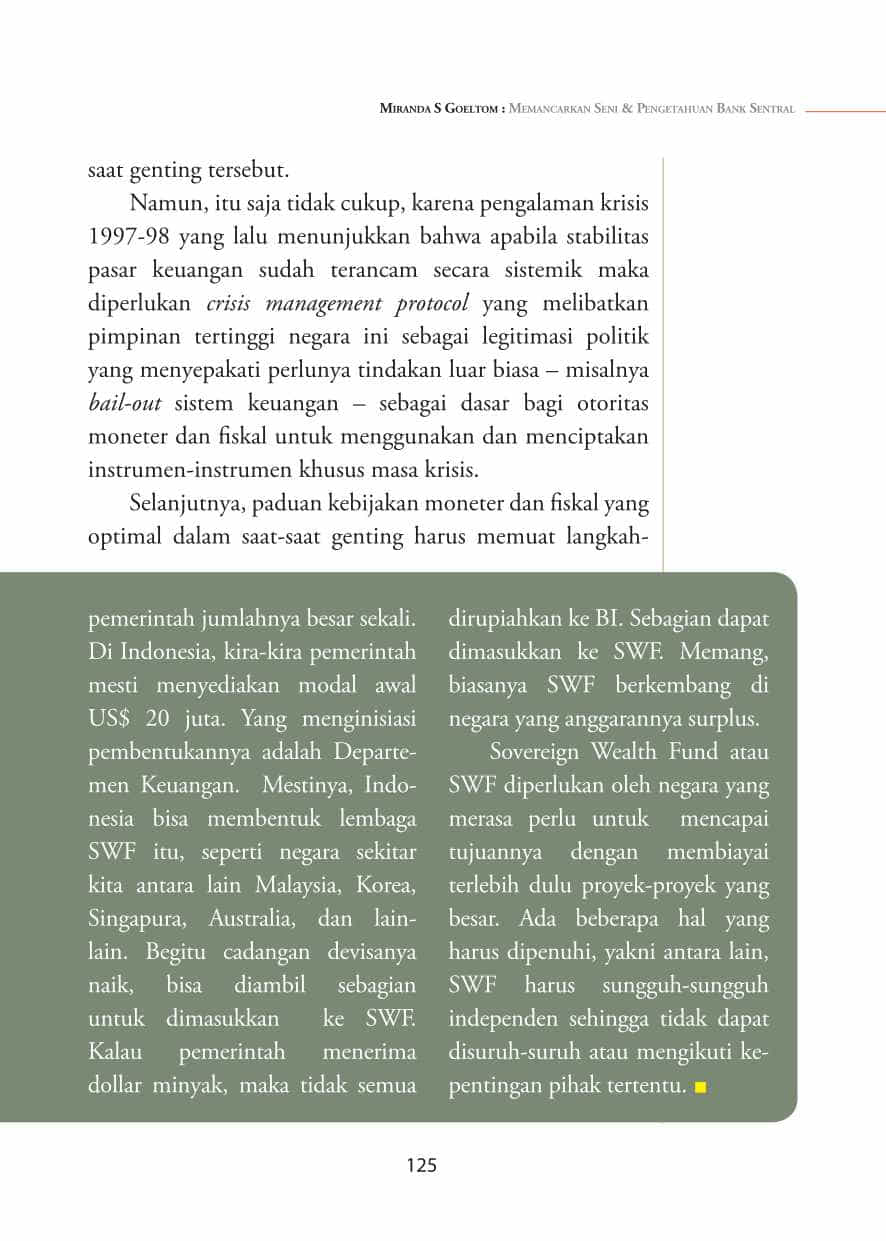 MIRANDA S GOELTOM : MEMANCARKAN SENI & PENGETAHUAN BANK SENTRAL
saat genting tersebut.
Namun, itu saja tidak cukup, karena pengalaman krisis
1997-98 yang lalu menunjukkan bahwa apabila stabilitas
pasar keuangan sudah terancam secara sistemik maka
diperlukan crisis management protocol yang melibatkan
pimpinan tertinggi negara ini sebagai legitimasi politik
yang menyepakati perlunya tindakan luar biasa – misalnya
bail-out sistem keuangan – sebagai dasar bagi otoritas
moneter dan fiskal untuk menggunakan dan menciptakan
instrumen-instrumen khusus masa krisis.
Selanjutnya, paduan kebijakan moneter dan fiskal yang
optimal dalam saat-saat genting harus memuat langkah-
pemerintah jumlahnya besar sekali.
Di Indonesia, kira-kira pemerintah
mesti menyediakan modal awal
US$ 20 juta. Yang menginisiasi
pembentukannya adalah Departe-
men Keuangan. Mestinya, Indo-
nesia bisa membentuk lembaga
SWF itu, seperti negara sekitar
kita antara lain Malaysia, Korea,
Singapura, Australia, dan lain-
lain. Begitu cadangan devisanya
naik, bisa diambil sebagian
untuk dimasukkan ke SWF.
Kalau pemerintah menerima
dollar minyak, maka tidak semua
dirupiahkan ke BI. Sebagian dapat
dimasukkan ke SWF. Memang,
biasanya SWF berkembang di
negara yang anggarannya surplus.
Sovereign Wealth Fund atau
SWF diperlukan oleh negara yang
merasa perlu untuk mencapai
tujuannya dengan membiayai
terlebih dulu proyek-proyek yang
besar. Ada beberapa hal yang
harus dipenuhi, yakni antara lain,
SWF harus sungguh-sungguh
independen sehingga tidak dapat
disuruh-suruh atau mengikuti ke-
pentingan pihak tertentu.
125